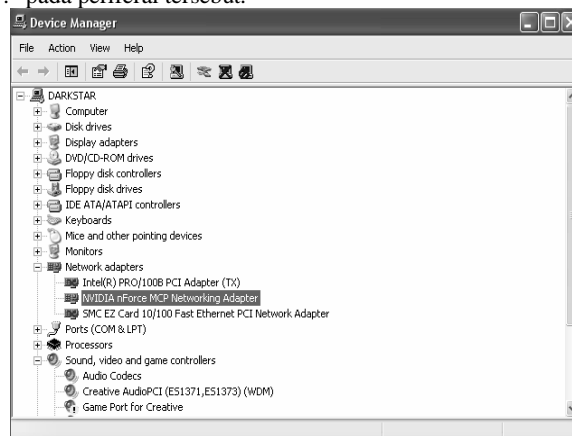 pada periferal tersebut.
Device Manager
File Action View Help
DARKSTAR
Computer
Disk drives
Display adapters
DVD/CD-ROM drives
Floppy disk controllers
Floppy disk drives
IDE ATA/ATAPI controllers
Keyboards
Mice and other pointing devices
Monitors
Network adapters
Intel(R) PRO/100B PCI Adapter (TX)
NVIDIA nForce MCP Networking Adapter
SMC EZ Card 10/100 Fast Ethernet PCI Network Adapter
Ports (COM & LPT)
Processors
Sound, video and game controllers
Audio Codecs
Creative AudioPCI (ES1371,ES1373) (WDM)
Game Port for Creative